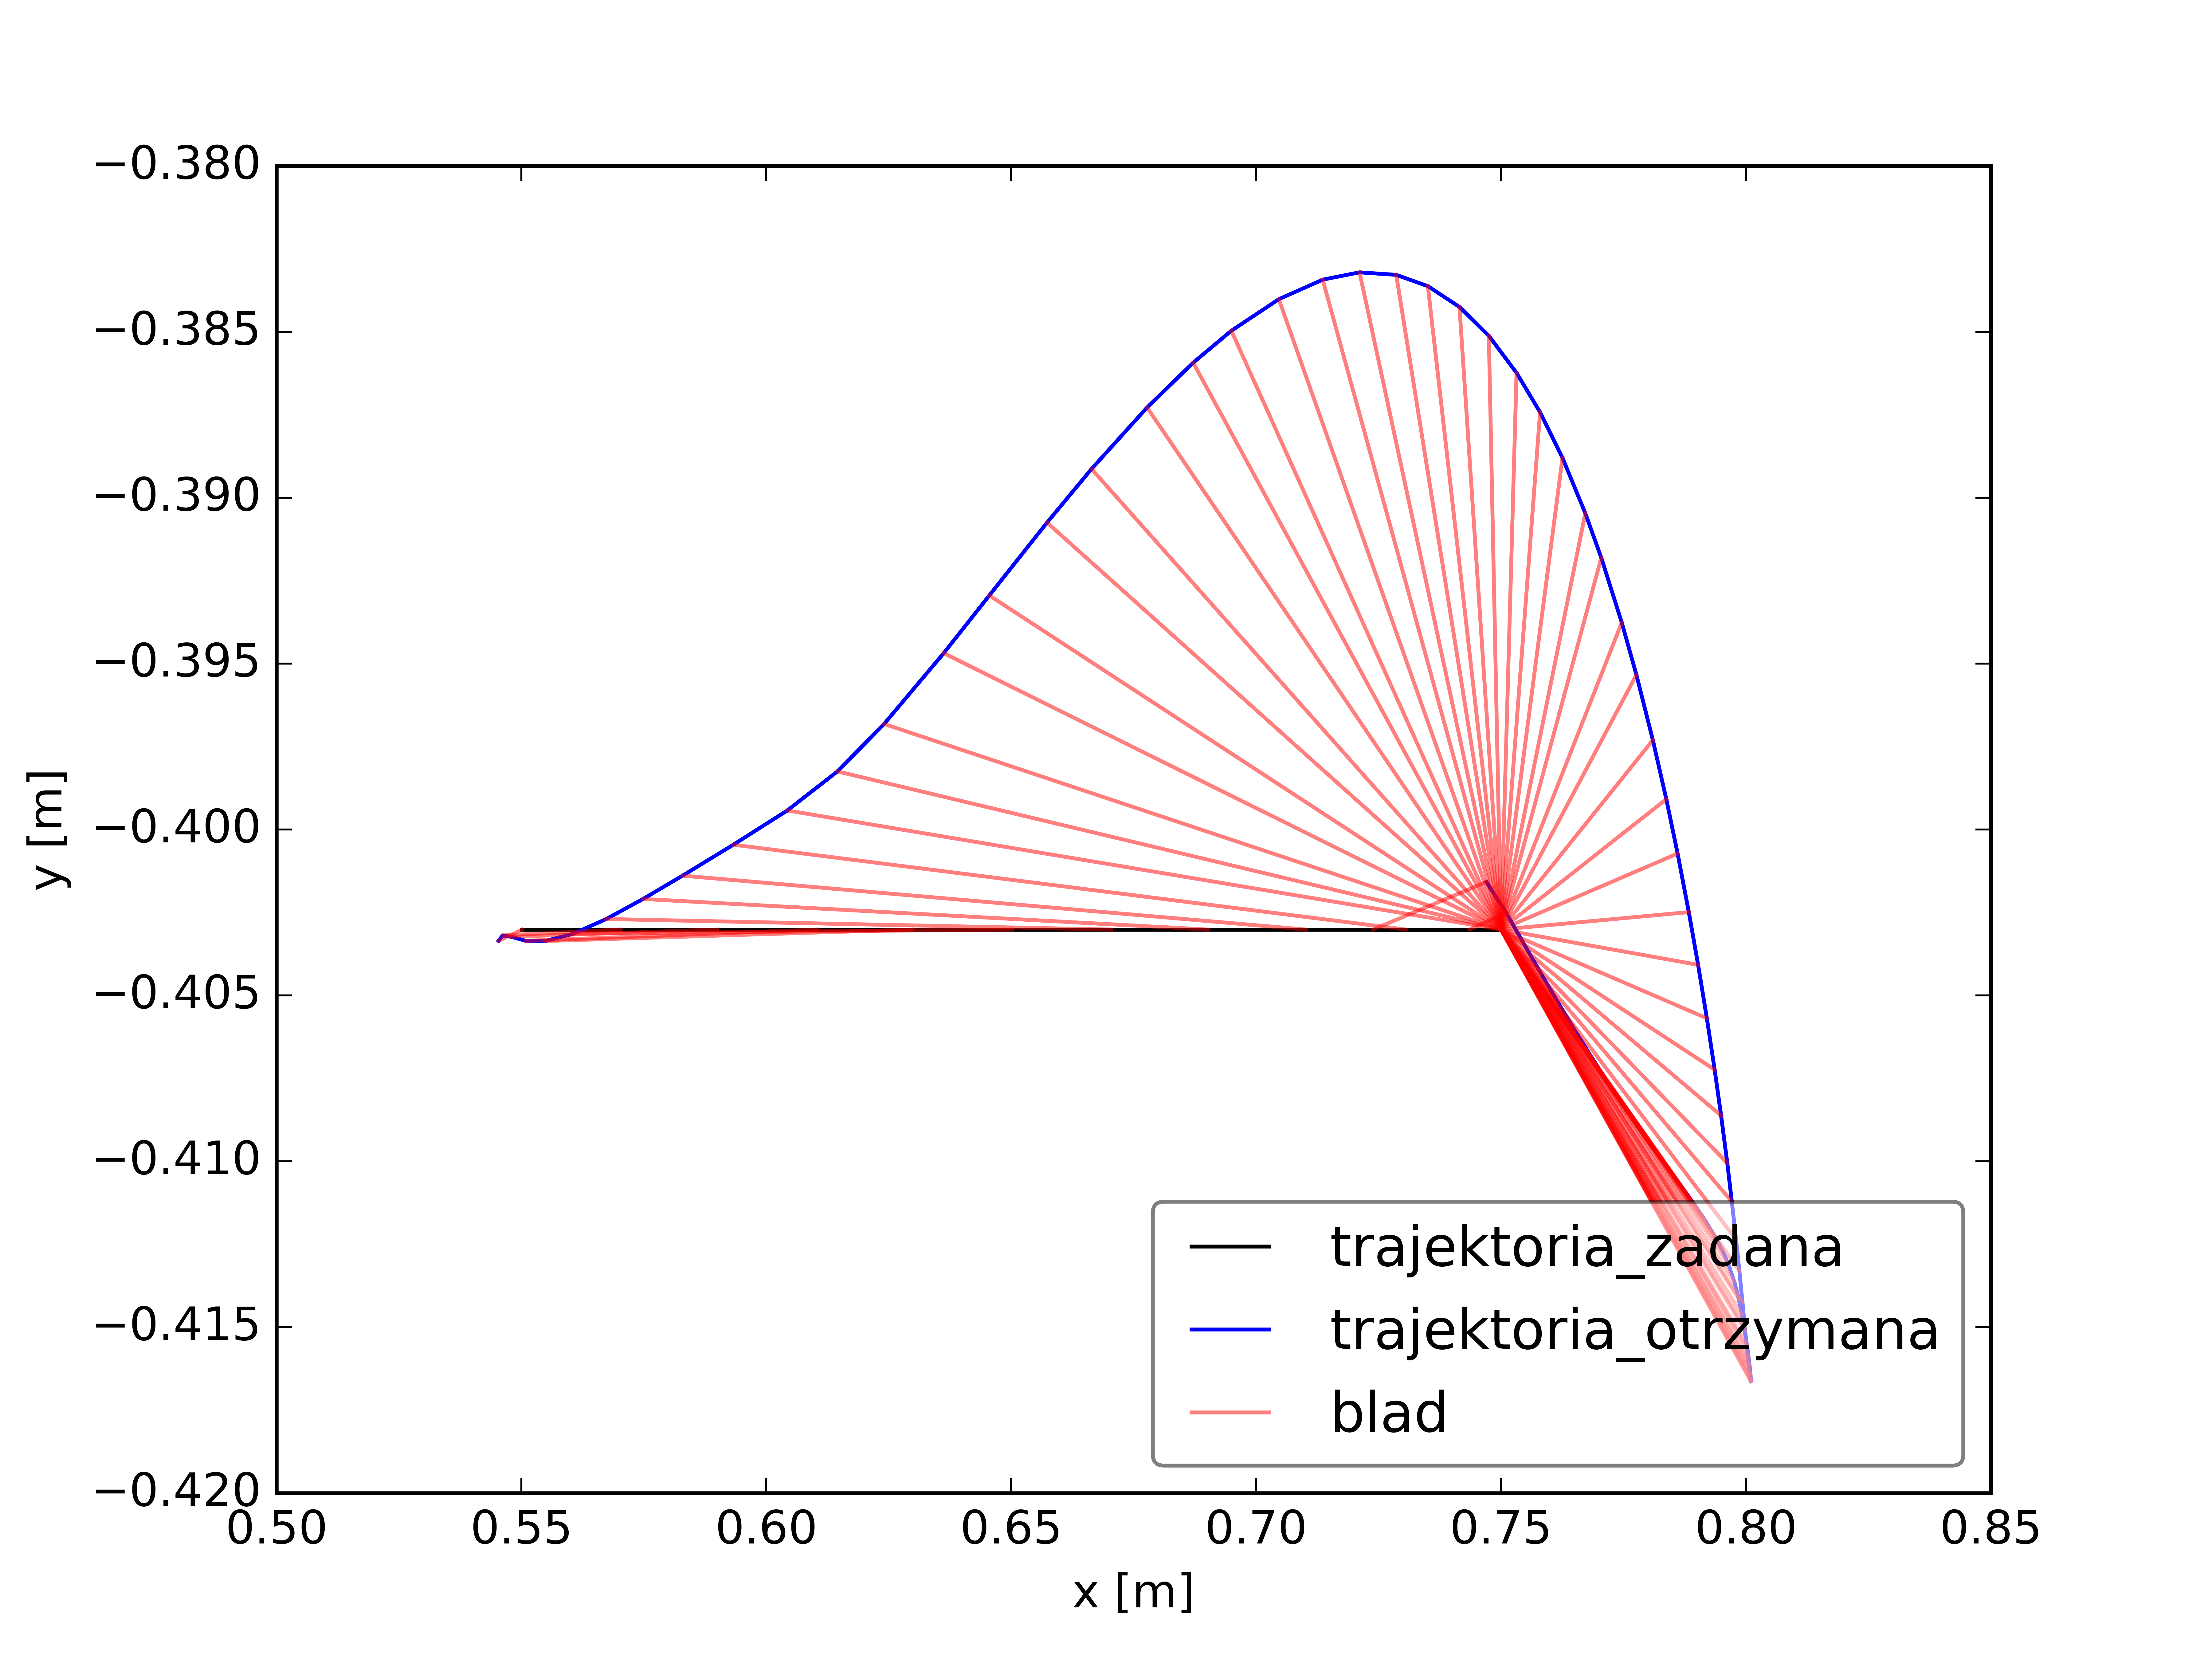 −0.380
−0.385
−0.390
−0.395
−0.400
−0.405
−0.410
−0.415
−0.420
y [m]
0.50 0.55 0.60 0.65 0.70 0.75 0.80 0.85
x [m]
trajektoria_zadana
trajektoria_otrzymana
blad